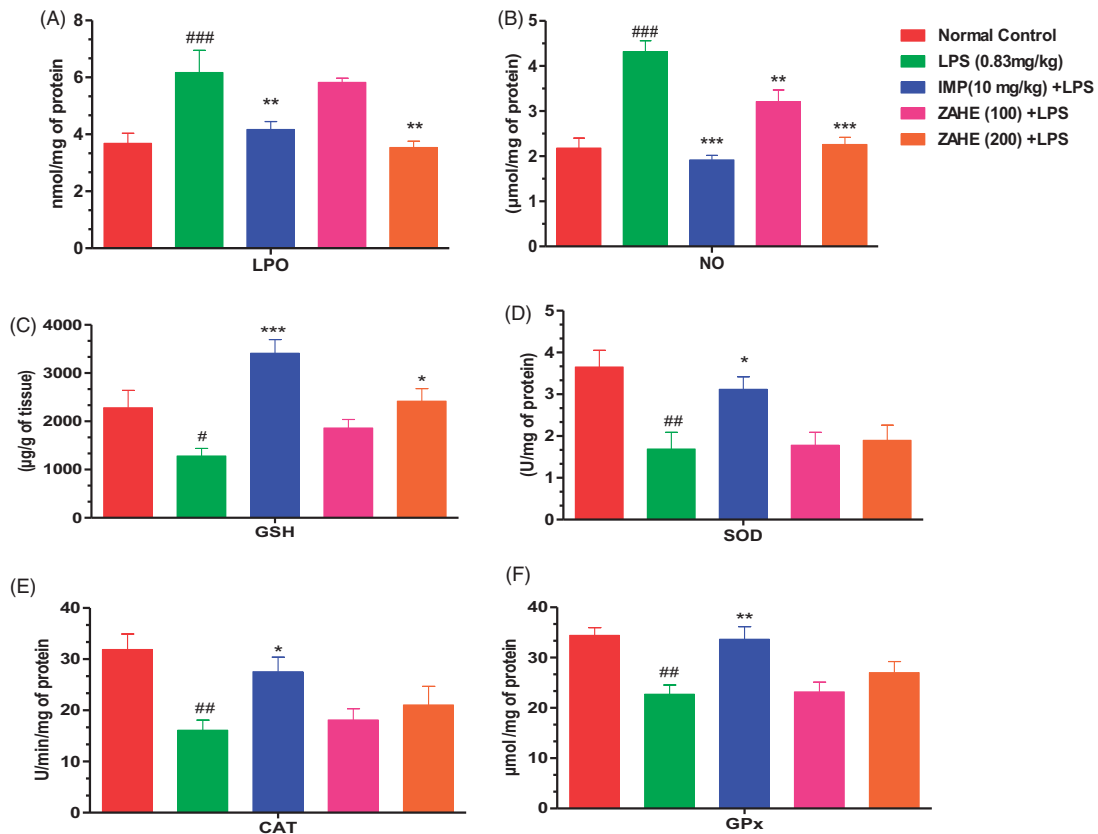 (A)
8
6
4
2
0
nmol/mg of protein
###
**
**
LPO
(B)
5
4
3
2
1
0
(µmol/mg of protein)
###
***
**
***
NO
Normal Control
LPS (0.83mg/kg)
IMP(10 mg/kg) +LPS
ZAHE (100) +LPS
ZAHE (200) +LPS
(C)
4000
3000
2000
1000
0
(µg/g of tissue)
#
***
*
GSH
(D)
5
4
3
2
1
0
(U/mg of protein)
##
*
SOD
(E)
40
30
20
10
0
U/min/mg of protein
##
*
CAT
(F)
40
30
20
10
0
µmol/mg of protein
##
**
GPx